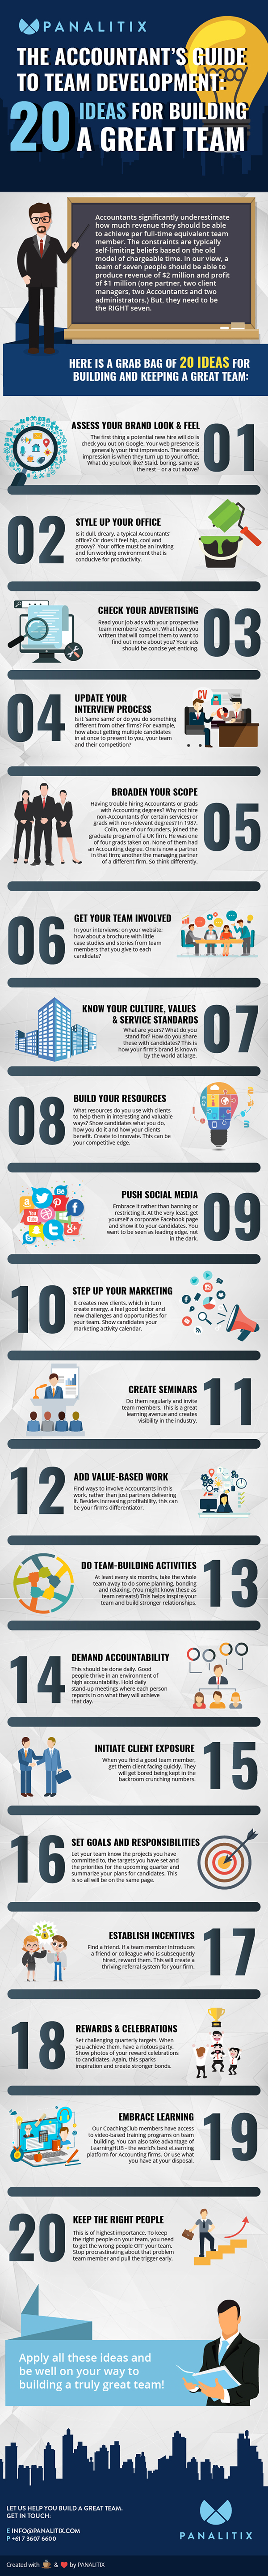 PANALITIX
THE ACCOUNTANT'S GUIDE
TO TEAM DEVELOPMENT:
20 IDEAS FOR BUILDING
A GREAT TEAM
Accountants significantly underestimate
how much revenue they should be able
to achieve per full-time equivalent team
member. The constraints are typically
self-limiting beliefs based on the old
model of chargeable time. In our view, a
team of seven people should be able to
produce revenue of $2 million and profit
of $1 million (one partner, two client
managers, two Accountants and two
administrators.) But, they need to be
the RIGHT seven.
HERE IS A GRAB BAG OF 20 IDEAS FOR
BUILDING AND KEEPING A GREAT TEAM:
01
ASSESS YOUR BRAND LOOK & FEEL
The first thing a potential new hire will do is
check you out on Google. Your web presence is
generally your first impression. The second
impression is when they turn up to your office.
What do you look like? Staid, boring, same as
the rest – or a cut above?
02
STYLE UP YOUR OFFICE
Is it dull, dreary, a typical Accountants'
office? Or does it feel hip, cool and
groovy? Your office must be an inviting
and fun working environment that is
conducive for productivity.
03
CHECK YOUR ADVERTISING
Read your job ads with your prospective
team members' eyes on. What have you
written that will compel them to want to
find out more about you? Your ads
should be concise yet enticing.
04
UPDATE YOUR
INTERVIEW PROCESS
CV
Is it 'same same' or do you do something
different from other firms? For example,
how about getting multiple candidates
in at once to present to you, your team
and their competition?
05
BROADEN YOUR SCOPE
Having trouble hiring Accountants or grads
with Accounting degrees? Why not hire
non-Accountants (for certain services) or
grads with non-relevant degrees? In 1987,
Colin, one of our founders, joined the
graduate program of a UK firm. He was one
of four grads taken on. None of them had
an Accounting degree. One is now a partner
in that firm; another the managing partner
of a different firm. So think differently.
06
GET YOUR TEAM INVOLVED
In your interviews; on your website;
how about a brochure with little
case studies and stories from team
members that you give to each
candidate?
07
KNOW YOUR CULTURE, VALUES
& SERVICE STANDARDS
What are yours? What do you
stand for? How do you share
these with candidates? This is
how your firm's brand is known
by the world at large.
08
BUILD YOUR RESOURCES
What resources do you use with clients
to help them in interesting and valuable
ways? Show candidates what you do,
how you do it and how your clients
benefit. Create to innovate. This can be
your competitive edge.
09
PUSH SOCIAL MEDIA
Embrace it rather than banning or
restricting it. At the very least, get
yourself a corporate Facebook page
and show it to your candidates. You
want to be seen as leading edge, not
in the dark.
10
STEP UP YOUR MARKETING
It creates new clients, which in turn
creates energy, a feel good factor and
new challenges and opportunities for
your team. Show candidates your
marketing activity calendar.
11
CREATE SEMINARS
Do them regularly and invite
team members. This is a great
learning avenue and creates
visibility in the industry.
12
ADD VALUE-BASED WORK
Find ways to involve Accountants in this
work, rather than just partners delivering
it. Besides increasing profitability, this can
be your firm's differentiator.
13
DO TEAM-BUILDING ACTIVITIES
At least every six months, take the whole
team away to do some planning, bonding
and relaxing. (You might know these as
team retreats!) This helps inspire your
team and build stronger relationships.
14
DEMAND ACCOUNTABILITY
This should be done daily. Good
people thrive in an environment of
high accountability. Hold daily
stand-up meetings where each person
reports in on what they will achieve
that day.
15
INITIATE CLIENT EXPOSURE
When you find a good team member,
get them client facing quickly. They
will get bored being kept in the
backroom crunching numbers.
16
SET GOALS AND RESPONSIBILITIES
Let your team know the projects you have
committed to, the targets you have set and
the priorities for the upcoming quarter and
summarize your plans for candidates. This
is so all will be on the same page.
17
ESTABLISH INCENTIVES
Find a friend. If a team member introduces
a friend or colleague who is subsequently
hired, reward them. This will create a
thriving referral system for your firm.
18
REWARDS & CELEBRATIONS
Set challenging quarterly targets. When
you achieve them, have a riotous party.
Show photos of your reward celebrations
to candidates. Again, this sparks
inspiration and create stronger bonds.
19
EMBRACE LEARNING
Our CoachingClub members have access
to video-based training programs on team
building. You can also take advantage of
LearningHUB - the world's best eLearning
platform for Accounting firms. Or use what
you have at your disposal.
20
KEEP THE RIGHT PEOPLE
This is of highest importance. To keep
the right people on your team, you need
to get the wrong people OFF your team.
Stop procrastinating about that problem
team member and pull the trigger early.
Apply all these ideas and
be well on your way to
building a truly great team!
LET US HELP YOU BUILD A GREAT TEAM.
GET IN TOUCH:
E INFO@PANALITIX.COM
P +61 7 3607 6600
PANALITIX
Created with & by PANALITIX